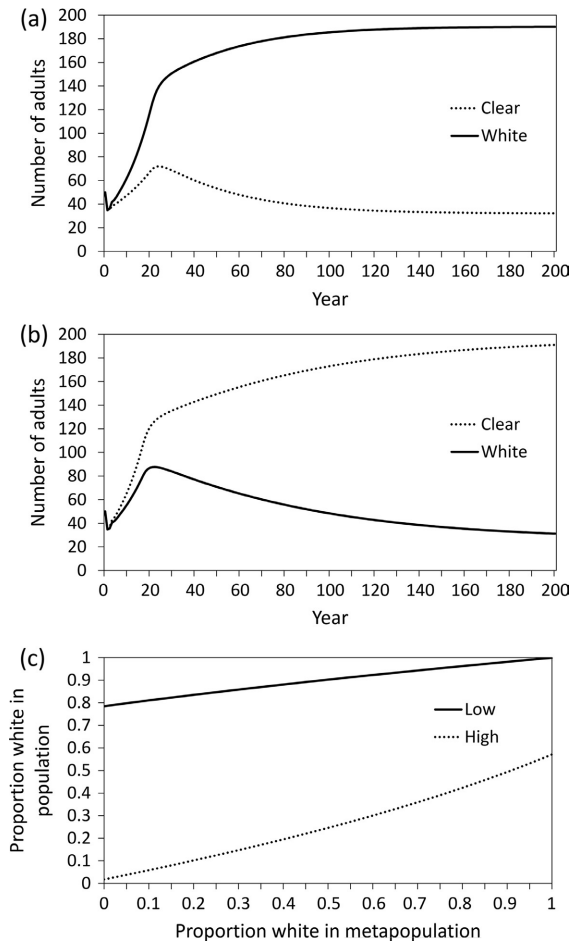 (a)
200
180
160
140
120
100
80
60
40
20
0
Number of adults
Clear
White
0 20 40 60 80 100 120 140 160 180 200
Year
(b)
200
180
160
140
120
100
80
60
40
20
0
Number of adults
Clear
White
0 20 40 60 80 100 120 140 160 180 200
Year
(c)
1
0.9
0.8
0.7
0.6
0.5
0.4
0.3
0.2
0.1
0
Proportion white in
population
Low
High
0 0.1 0.2 0.3 0.4 0.5 0.6 0.7 0.8 0.9 1
Proportion white in metapopulation